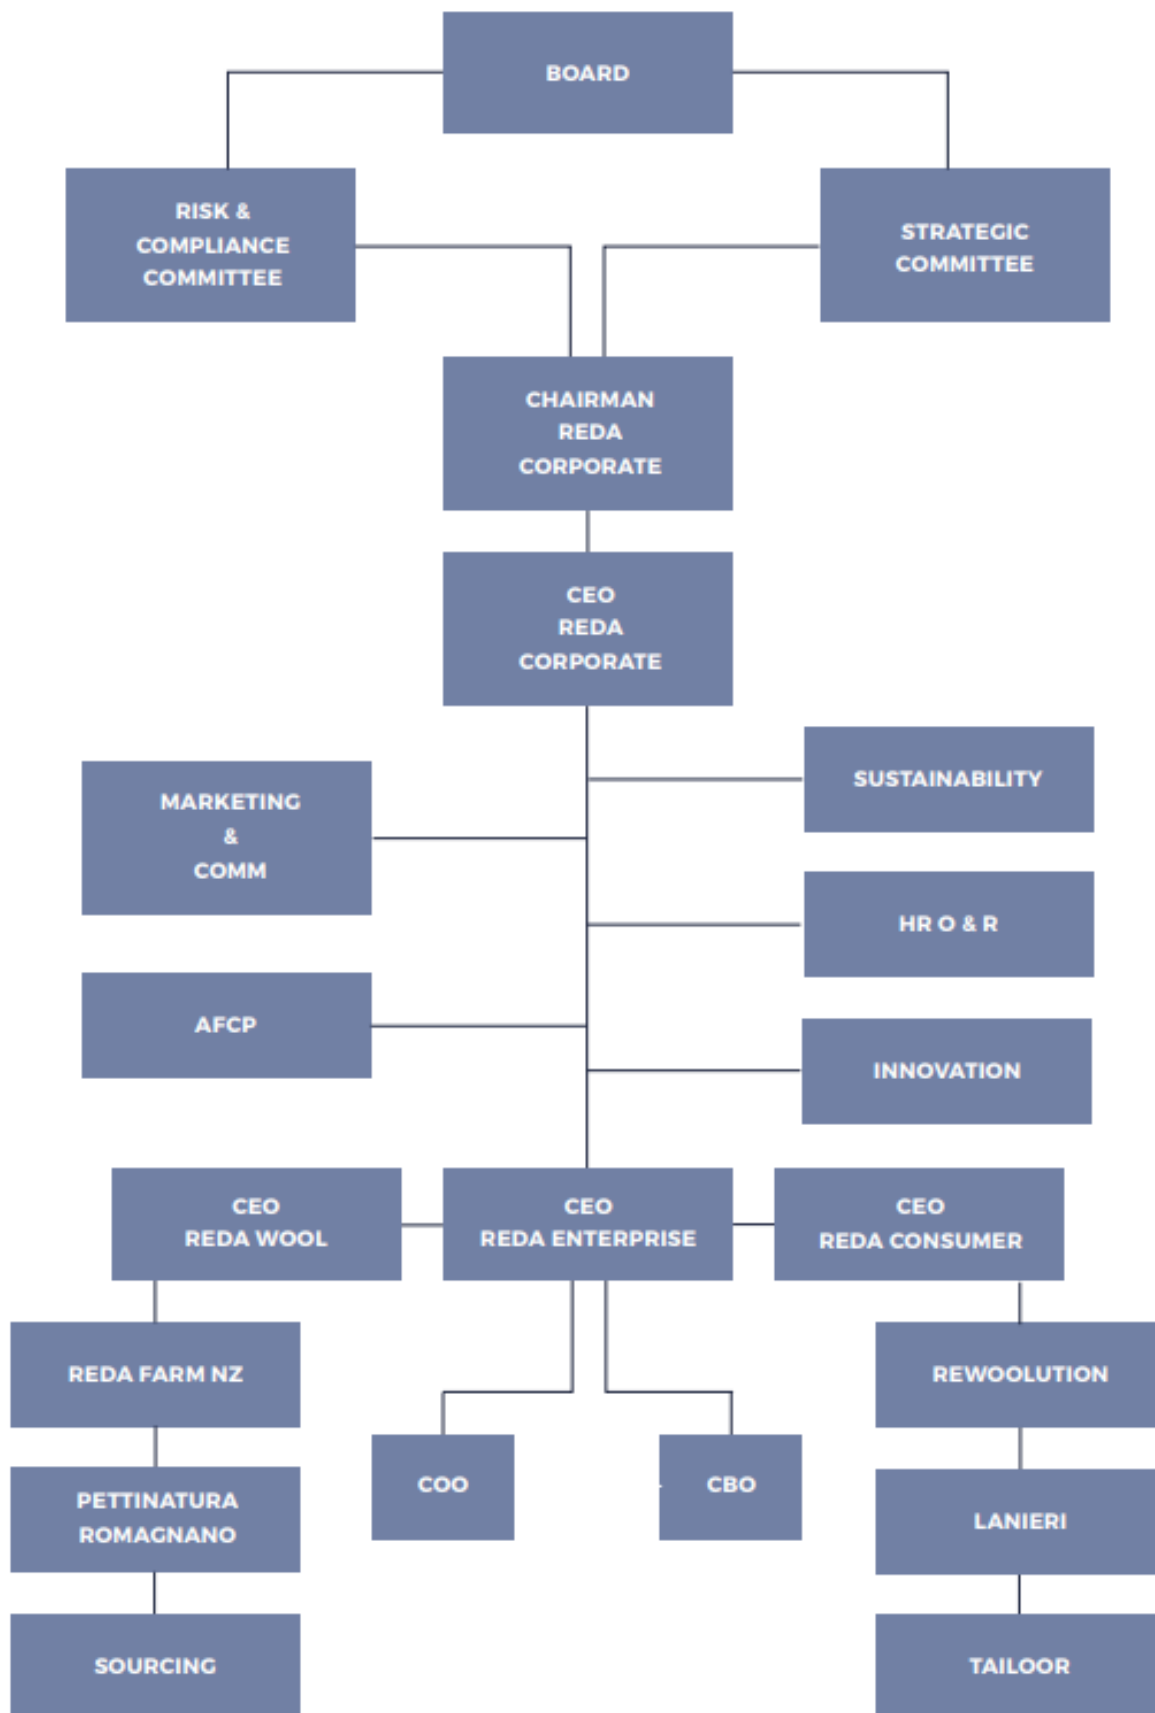 BOARD
RISK &
COMPLIANCE
COMMITTEE
STRATEGIC
COMMITTEE
CHAIRMAN
REDA
CORPORATE
CEO
REDA
CORPORATE
MARKETING
&
COMM
SUSTAINABILITY
HR O & R
AFCP
INNOVATION
CEO
REDA WOOL
CEO
REDA ENTERPRISE
CEO
REDA CONSUMER
REDA FARM NZ
PETTINATURA
ROMAGNANO
SOURCING
COO
CBO
REWOOLUTION
LANIERI
TAILOOR